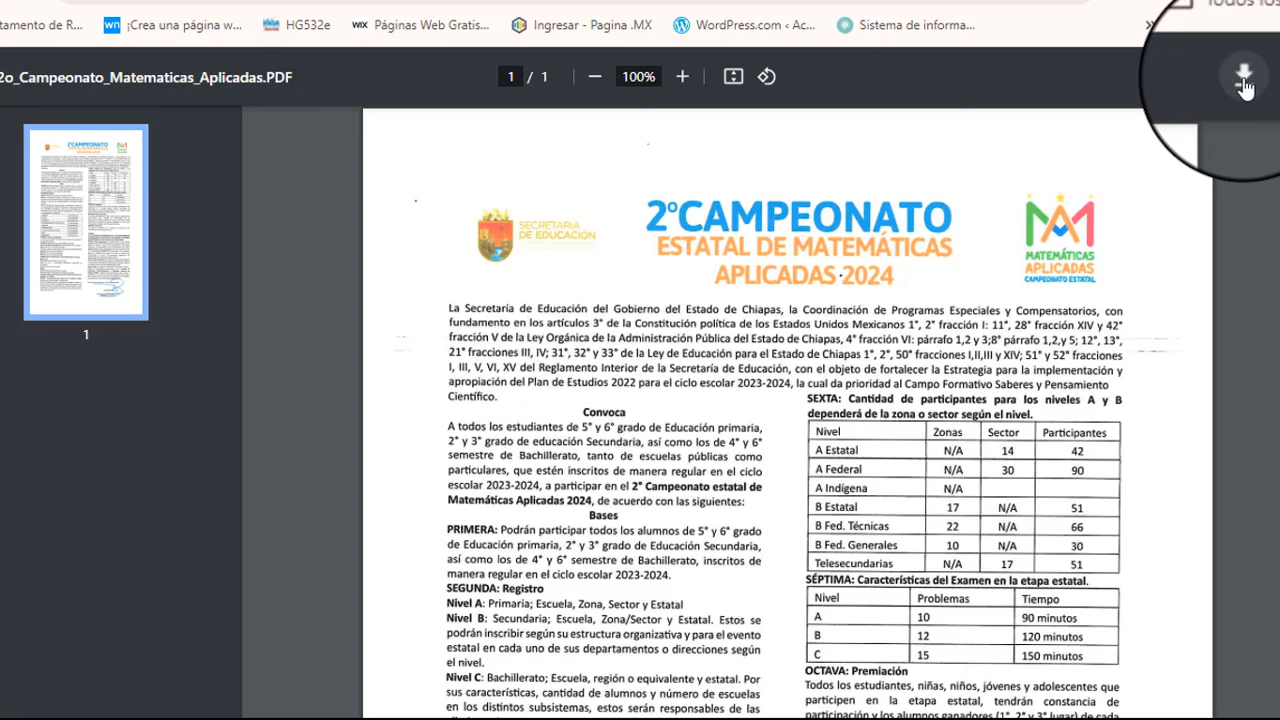 tamento de R...
wn ¡Crea una página w...
HG532e
WIX Páginas Web Gratis...
Ingresar - Pagina .MX
WordPress.com ‹ Ac...
Sistema de informa...
»
2o_Campeonato_Matematicas_Aplicadas.PDF
1 / 1
100%
1
SECRETARÍA
DE EDUCACIÓN
2°CAMPEONATO
ESTATAL DE MATEMÁTICAS
APLICADAS 2024
MATEMÁTICAS
APLICADAS
CAMPEONATO ESTATAL
La Secretaría de Educación del Gobierno del Estado de Chiapas, la Coordinación de Programas Especiales y Compensatorios, con
fundamento en los artículos 3° de la Constitución política de los Estados Unidos Mexicanos 1°, 2° fracción I: 11°, 28° fracción XIV y 42°
fracción V de la Ley Orgánica de la Administración Pública del Estado de Chiapas, 4° fracción VI: párrafo 1,2 y 3;8° párrafo 1,2,y 5; 12°, 13°,
21° fracciones III, IV; 31°, 32° y 33° de la Ley de Educación para el Estado de Chiapas 1°, 2°, 50° fracciones I,II,III y XIV; 51° y 52° fracciones
I, III, V, VI, XV del Reglamento Interior de la Secretaría de Educación, con el objeto de fortalecer la Estrategia para la implementación y
apropiación del Plan de Estudios 2022 para el ciclo escolar 2023-2024, la cual da prioridad al Campo Formativo Saberes y Pensamiento
Científico.
Convoca
A todos los estudiantes de 5° y 6° grado de Educación primaria,
2° y 3° grado de educación Secundaria, así como los de 4° y 6°
semestre de Bachillerato, tanto de escuelas públicas como
particulares, que estén inscritos de manera regular en el ciclo
escolar 2023-2024, a participar en el 2° Campeonato estatal de
Matemáticas Aplicadas 2024, de acuerdo con las siguientes:
Bases
PRIMERA: Podrán participar todos los alumnos de 5° y 6° grado
de Educación primaria, 2° y 3° grado de Educación Secundaria,
así como los de 4° y 6° semestre de Bachillerato, inscritos de
manera regular en el ciclo escolar 2023-2024.
SEGUNDA: Registro
Nivel A: Primaria; Escuela, Zona, Sector y Estatal
Nivel B: Secundaria; Escuela, Zona/Sector y Estatal. Estos se
podrán inscribir según su estructura organizativa y para el evento
estatal en cada uno de sus departamentos o direcciones según
el nivel.
Nivel C: Bachillerato; Escuela, región o equivalente y estatal. Por
sus características, cantidad de alumnos y número de escuelas
en los distintos subsistemas, estos serán responsables de las
SEXTA: Cantidad de participantes para los niveles A y B
dependerá de la zona o sector según el nivel.
Nivel Zonas Sector Participantes
A Estatal N/A 14 42
A Federal N/A 30 90
A Indígena N/A
B Estatal 17 N/A 51
B Fed. Técnicas 22 N/A 66
B Fed. Generales 10 N/A 30
Telesecundarias N/A 17 51
SÉPTIMA: Características del Examen en la etapa estatal.
Nivel Problemas Tiempo
A 10 90 minutos
B 12 120 minutos
C 15 150 minutos
OCTAVA: Premiación
Todos los estudiantes, niñas, niños, jóvenes y adolescentes que
participen en la etapa estatal, tendrán constancia de
participación y los alumnos ganadores (1°, 2° y 3° lugar) de cada